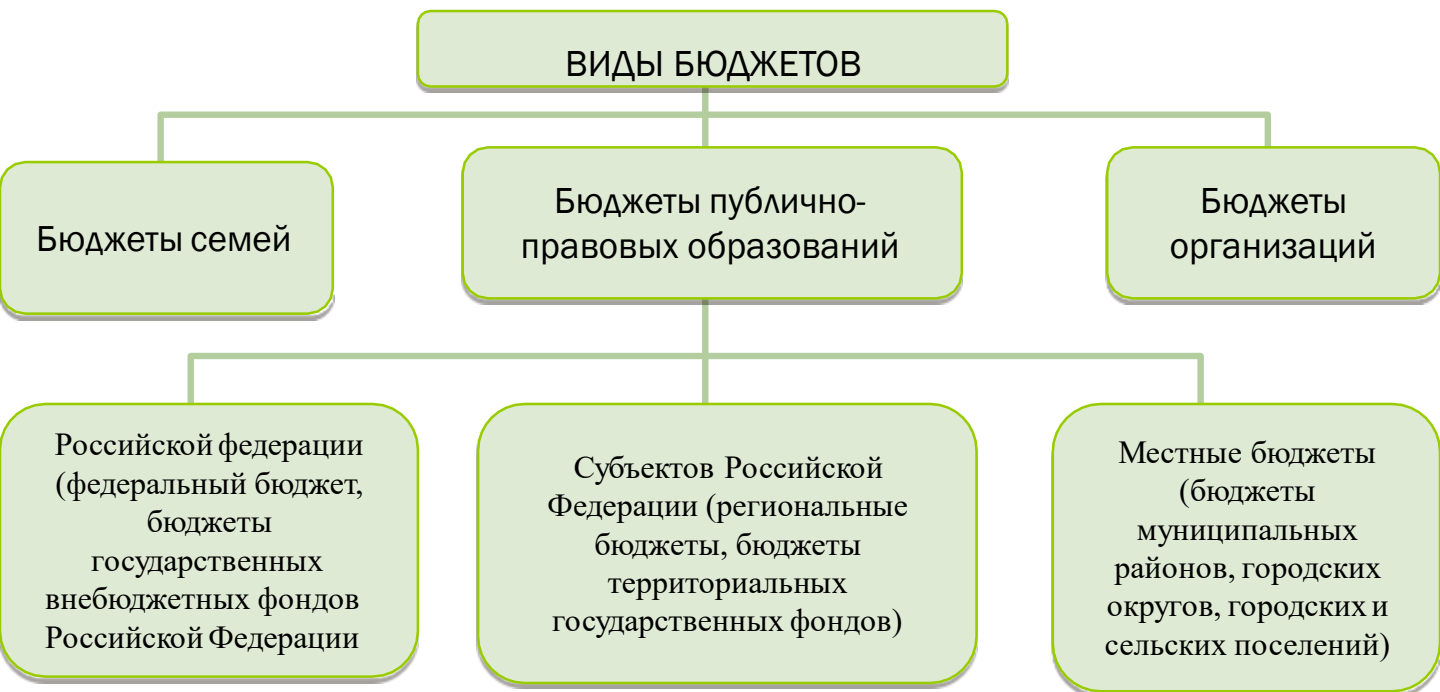 ВИДЫ БЮДЖЕТОВ
Бюджеты семей
Бюджеты публично-
правовых образований
Бюджеты
организаций
Российской федерации
(федеральный бюджет,
бюджеты
государственных
внебюджетных фондов
Российской Федерации
Субъектов Российской
Федерации (региональные
бюджеты, бюджеты
территориальных
государственных фондов)
Местные бюджеты
(бюджеты
муниципальных
районов, городских
округов, городских и
сельских поселений)